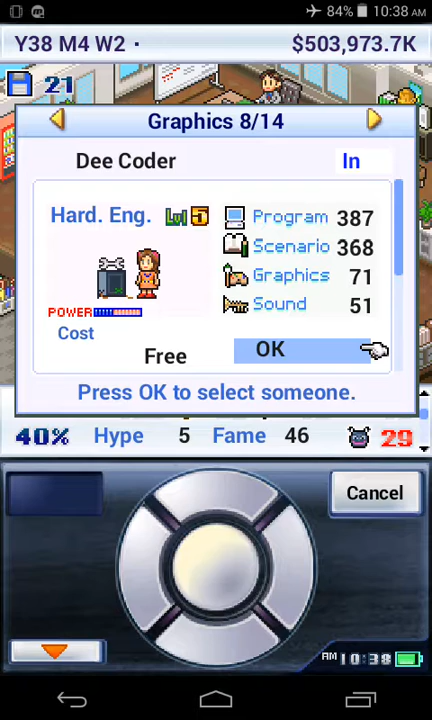 84% 10:38 AM
Y38 M4 W2 · $503,973.7K
21
Graphics 8/14
Dee Coder In
Hard. Eng. Lvl 5
Program 387
Scenario 368
Graphics 71
Sound 51
POWER
Cost
Free
OK
Press OK to select someone.
40% Hype 5 Fame 46 29
Cancel
AM 10:38